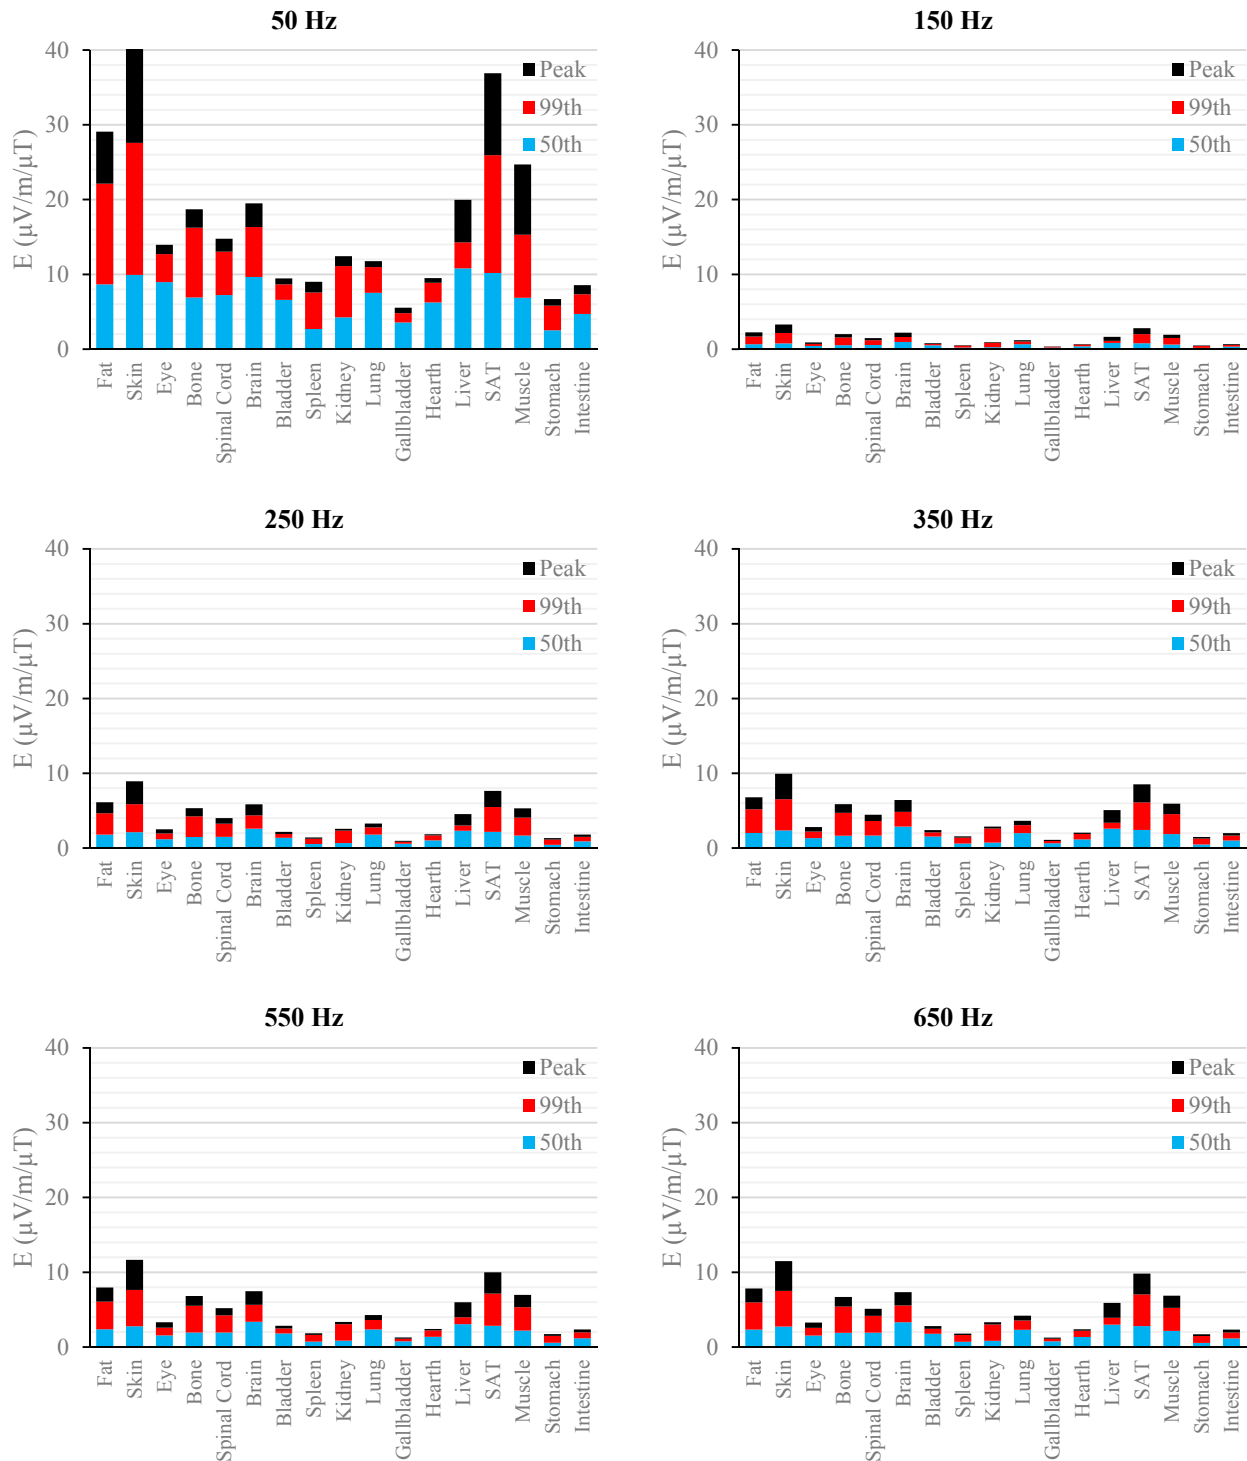 50 Hz
E (µV/m/µT)
40
30
20
10
0
Peak
99th
50th
Fat
Skin
Eye
Bone
Spinal Cord
Brain
Bladder
Spleen
Kidney
Lung
Gallbladder
Hearth
Liver
SAT
Muscle
Stomach
Intestine
150 Hz
E (µV/m/µT)
40
30
20
10
0
Peak
99th
50th
Fat
Skin
Eye
Bone
Spinal Cord
Brain
Bladder
Spleen
Kidney
Lung
Gallbladder
Hearth
Liver
SAT
Muscle
Stomach
Intestine
250 Hz
E (µV/m/µT)
40
30
20
10
0
Peak
99th
50th
Fat
Skin
Eye
Bone
Spinal Cord
Brain
Bladder
Spleen
Kidney
Lung
Gallbladder
Hearth
Liver
SAT
Muscle
Stomach
Intestine
350 Hz
E (µV/m/µT)
40
30
20
10
0
Peak
99th
50th
Fat
Skin
Eye
Bone
Spinal Cord
Brain
Bladder
Spleen
Kidney
Lung
Gallbladder
Hearth
Liver
SAT
Muscle
Stomach
Intestine
550 Hz
E (µV/m/µT)
40
30
20
10
0
Peak
99th
50th
Fat
Skin
Eye
Bone
Spinal Cord
Brain
Bladder
Spleen
Kidney
Lung
Gallbladder
Hearth
Liver
SAT
Muscle
Stomach
Intestine
650 Hz
E (µV/m/µT)
40
30
20
10
0
Peak
99th
50th
Fat
Skin
Eye
Bone
Spinal Cord
Brain
Bladder
Spleen
Kidney
Lung
Gallbladder
Hearth
Liver
SAT
Muscle
Stomach
Intestine